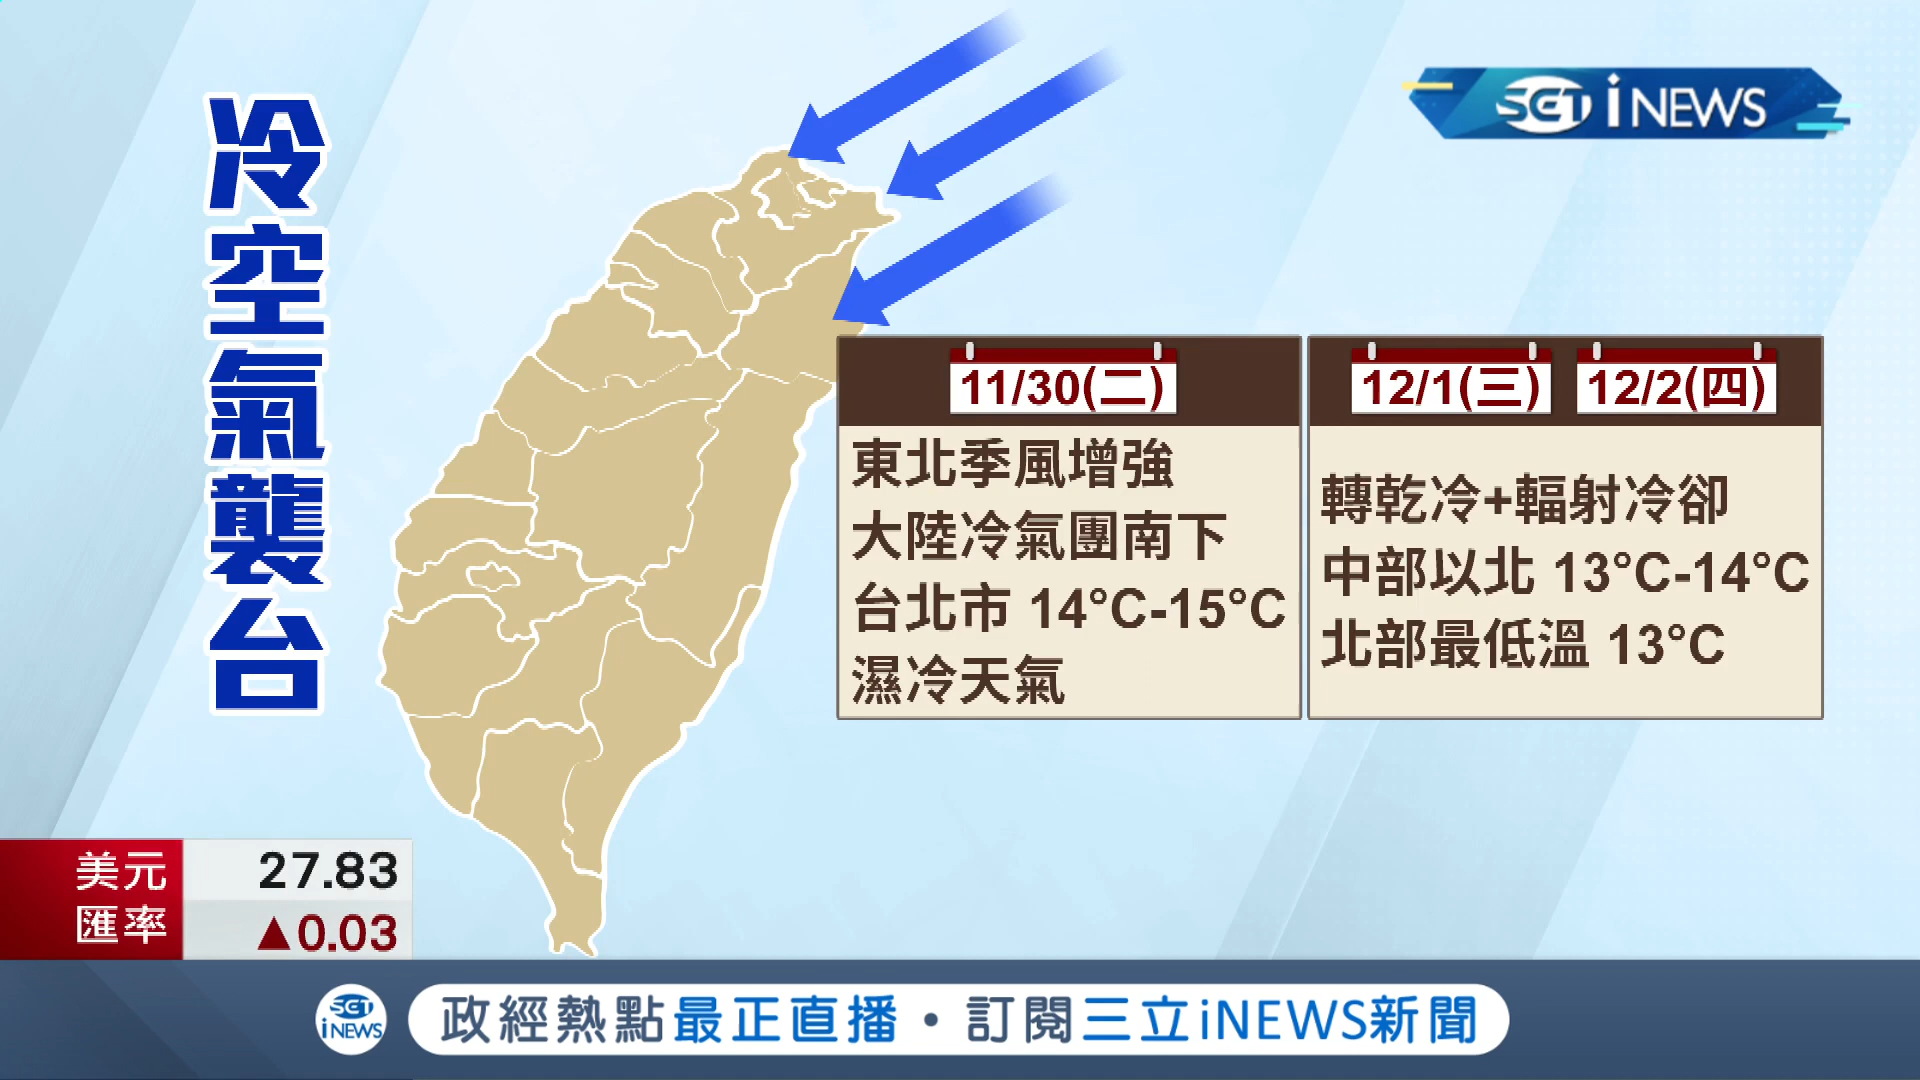 冷空氣襲台
SET iNEWS
11/30(二)
東北季風增強
大陸冷氣團南下
台北市 14°C-15°C
濕冷天氣
12/1(三) 12/2(四)
轉乾冷+輻射冷卻
中部以北 13°C-14°C
北部最低溫 13°C
美元
匯率
27.83
▲0.03
SET
iNEWS
政經熱點最正直播・訂閱三立iNEWS新聞